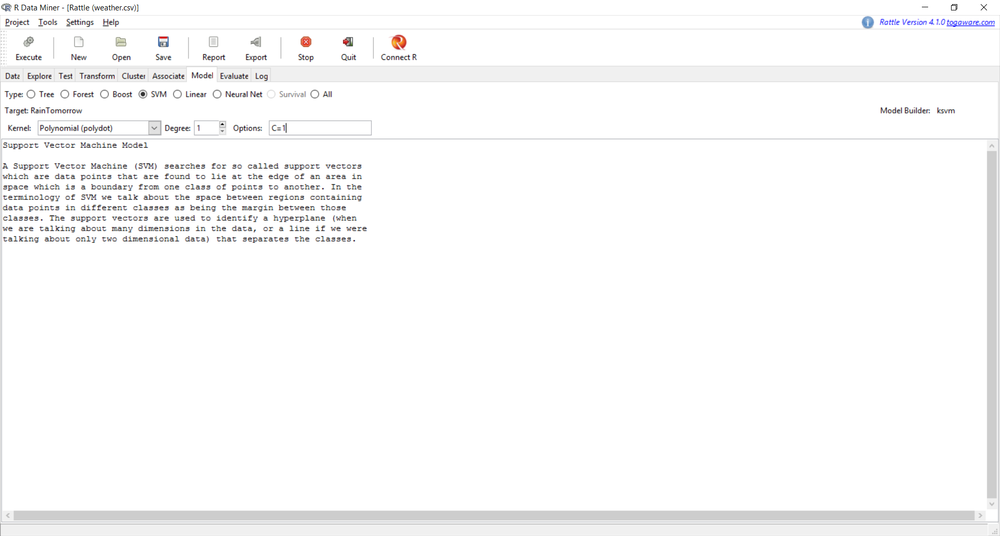 R Data Miner - [Rattle (weather.csv)]
Project Tools Settings Help
Rattle Version 4.1.0 togaware.com
Execute New Open Save Report Export Stop Quit Connect R
Data Explore Test Transform Cluster Associate Model Evaluate Log
Type: Tree Forest Boost SVM Linear Neural Net Survival All
Target: RainTomorrow Model Builder: ksvm
Kernel: Polynomial (polydot) Degree: 1 Options: C=1
Support Vector Machine Model
A Support Vector Machine (SVM) searches for so called support vectors
which are data points that are found to lie at the edge of an area in
space which is a boundary from one class of points to another. In the
terminology of SVM we talk about the space between regions containing
data points in different classes as being the margin between those
classes. The support vectors are used to identify a hyperplane (when
we are talking about many dimensions in the data, or a line if we were
talking about only two dimensional data) that separates the classes.